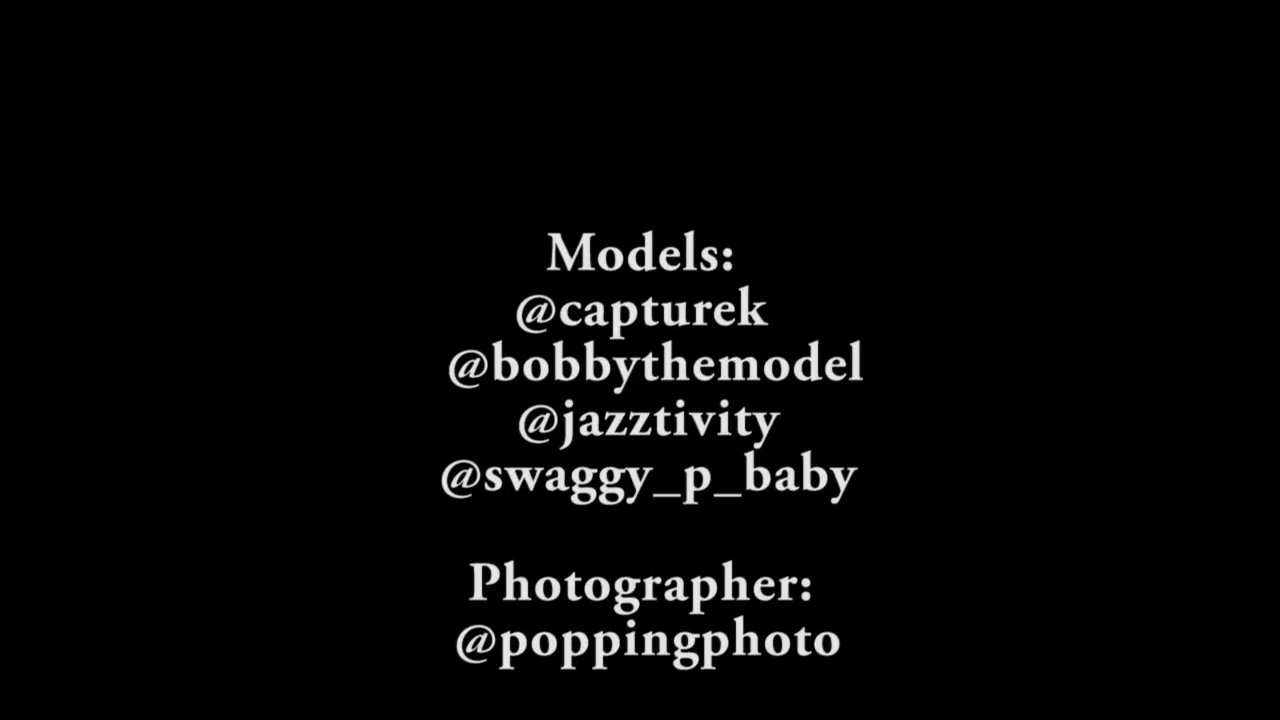 Models:
@capturek
@bobbythemodel
@jazztivity
@swaggy_p_baby
Photographer:
@poppingphoto